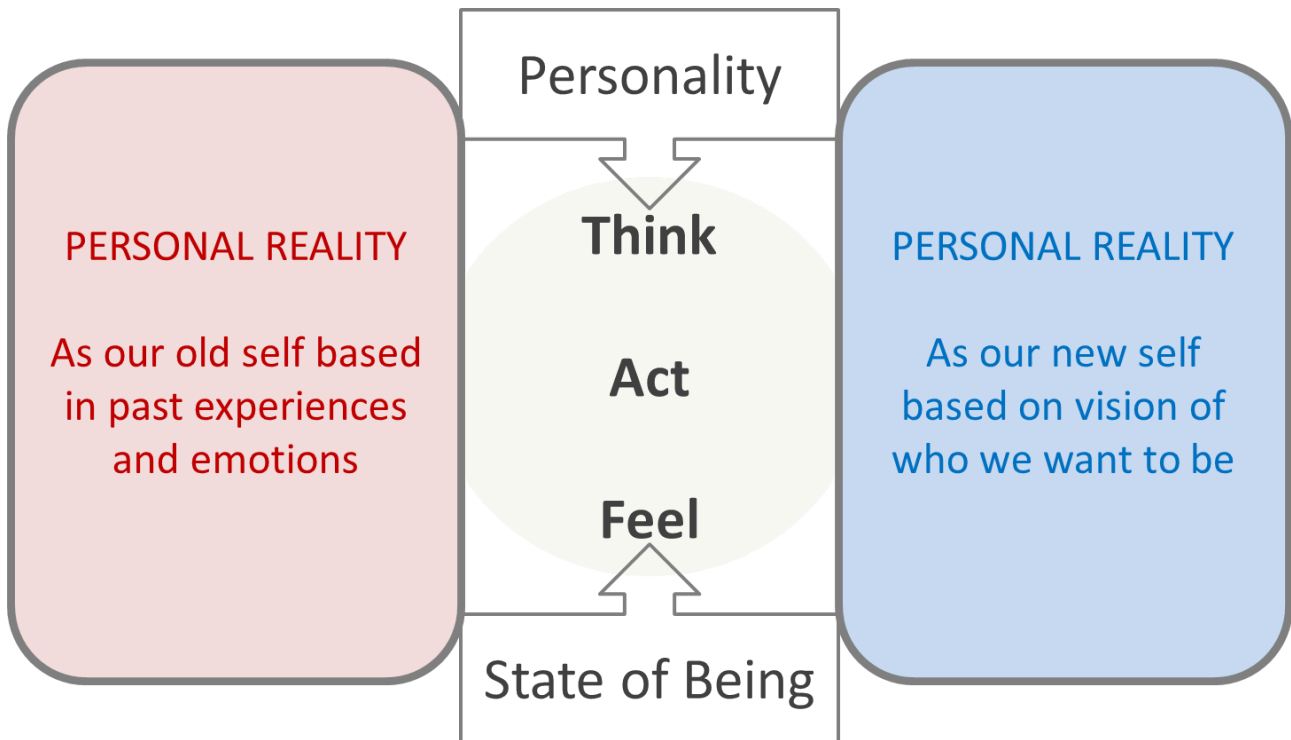 Personality
PERSONAL REALITY
As our old self based
in past experiences
and emotions
Think
Act
Feel
PERSONAL REALITY
As our new self
based on vision of
who we want to be
State of Being